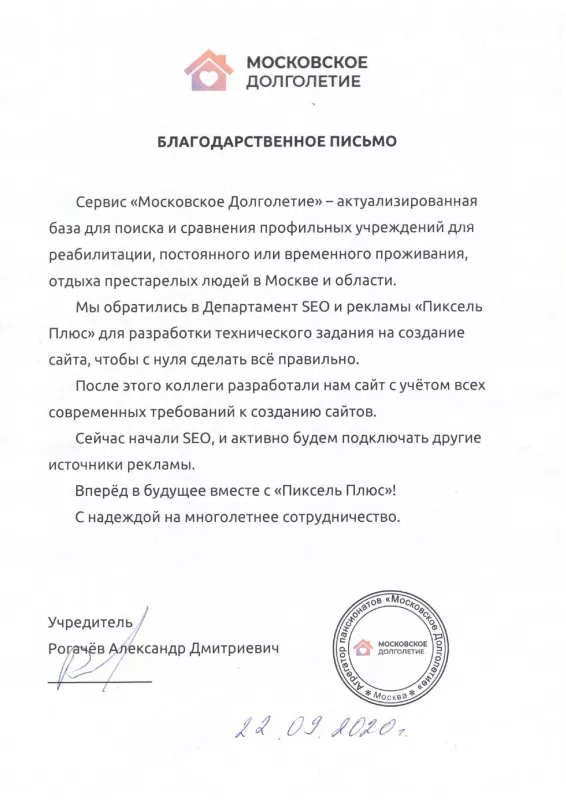 МОСКОВСКОЕ
ДОЛГОЛЕТИЕ
БЛАГОДАРСТВЕННОЕ ПИСЬМО
Сервис «Московское Долголетие» – актуализированная
база для поиска и сравнения профильных учреждений для
реабилитации, постоянного или временного проживания,
отдыха престарелых людей в Москве и области.
Мы обратились в Департамент SEO и рекламы «Пиксель
Плюс» для разработки технического задания на создание
сайта, чтобы с нуля сделать всё правильно.
После этого коллеги разработали нам сайт с учётом всех
современных требований к созданию сайтов.
Сейчас начали SEO, и активно будем подключать другие
источники рекламы.
Вперёд в будущее вместе с «Пиксель Плюс»!
С надеждой на многолетнее сотрудничество.
Учредитель
Рогачёв Александр Дмитриевич
Агрегатор пансионатов «Московское Долголетие»
МОСКОВСКОЕ
ДОЛГОЛЕТИЕ
* Москва *
22.09.2020 г.